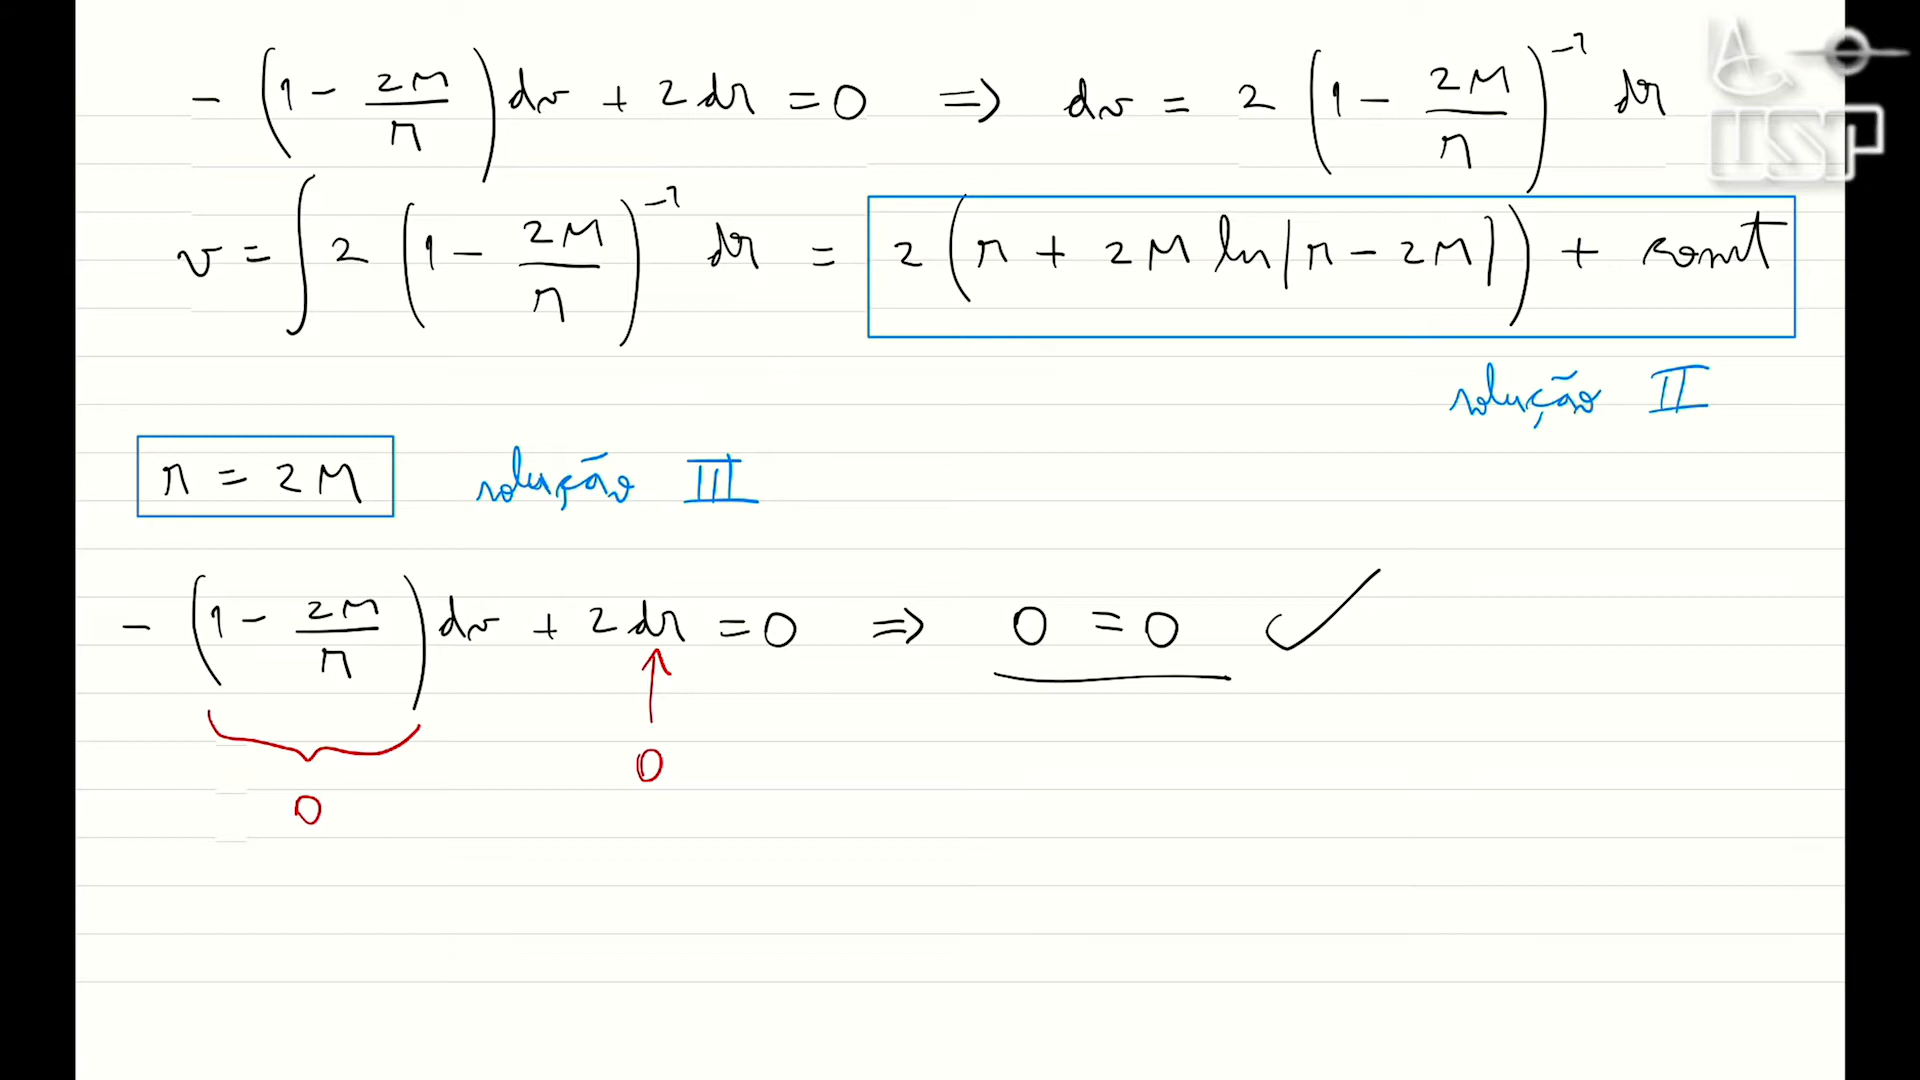 - (1 - 2M/r) dv + 2 dr = 0 ⇒ dv = 2 (1 - 2M/r)^-1 dr
v = ∫ 2 (1 - 2M/r)^-1 dr = 2 (r + 2M ln|r - 2M|) + const
solução II
r = 2M solução III
- (1 - 2M/r) dv + 2 dr = 0 ⇒ 0 = 0 ✓
0
0
USP